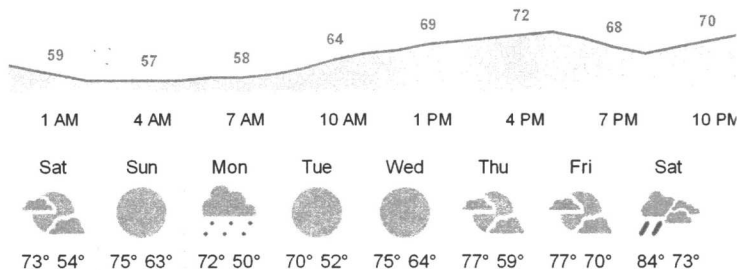 59 57 58 64 69 72 68 70
1 AM 4 AM 7 AM 10 AM 1 PM 4 PM 7 PM 10 PM
Sat Sun Mon Tue Wed Thu Fri Sat
73° 54° 75° 63° 72° 50° 70° 52° 75° 64° 77° 59° 77° 70° 84° 73°